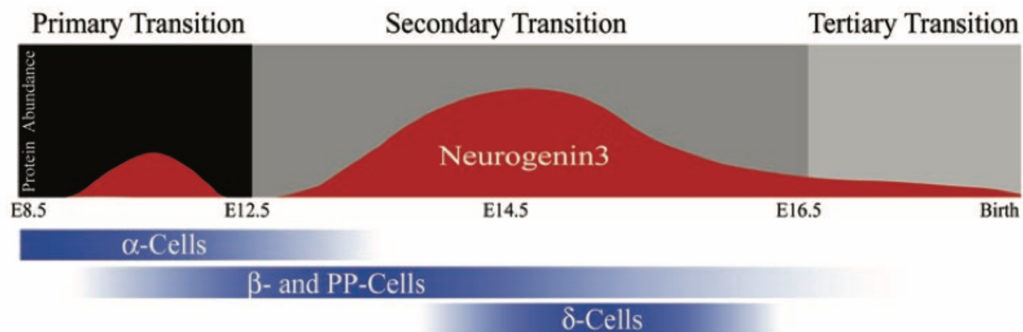 Primary Transition Secondary Transition Tertiary Transition
Protein Abundance
Neurogenin3
E8.5 E12.5 E14.5 E16.5 Birth
α-Cells
β- and PP-Cells
δ-Cells